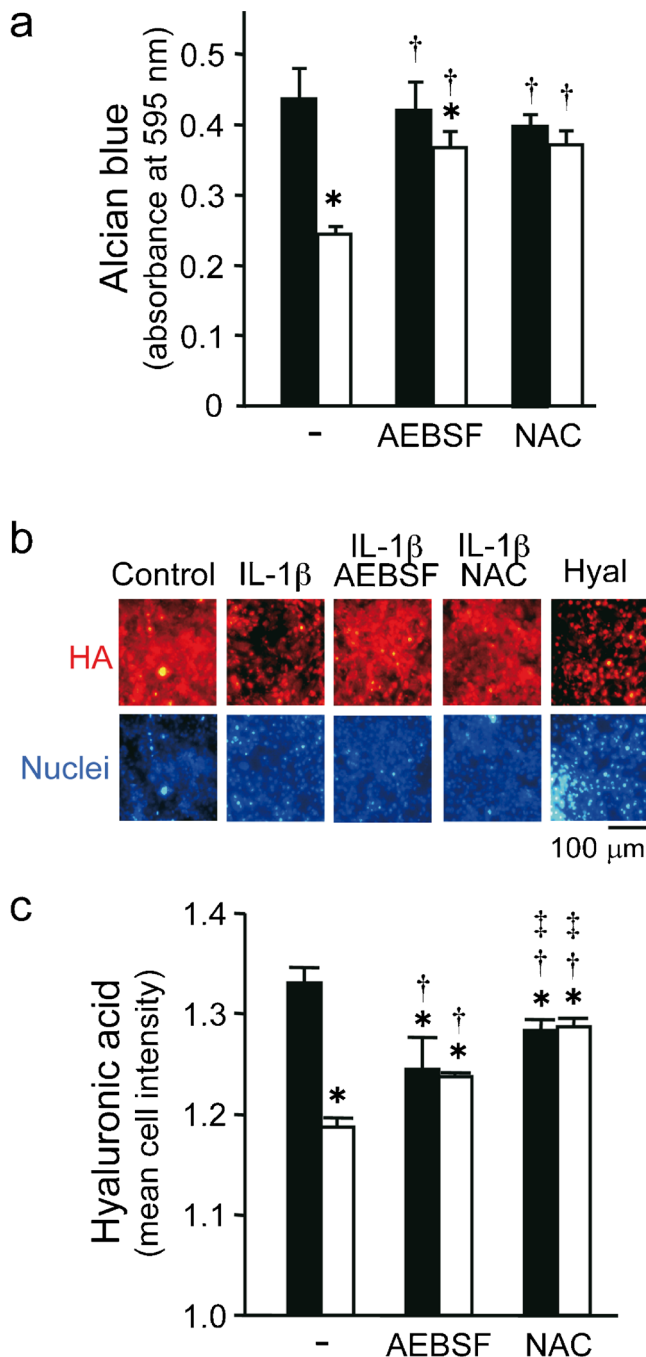 a
Alcian blue
(absorbance at 595 nm)
0.5
0.4
0.3
0.2
0.1
0
†
†
*
*
†
†
-
AEBSF
NAC
b
Control
IL-1β
IL-1β
AEBSF
IL-1β
NAC
Hyal
HA
Nuclei
100 μm
c
Hyaluronic acid
(mean cell intensity)
1.4
1.3
1.2
1.1
1.0
*
†
*
†
*
‡
†
*
‡
†
*
-
AEBSF
NAC